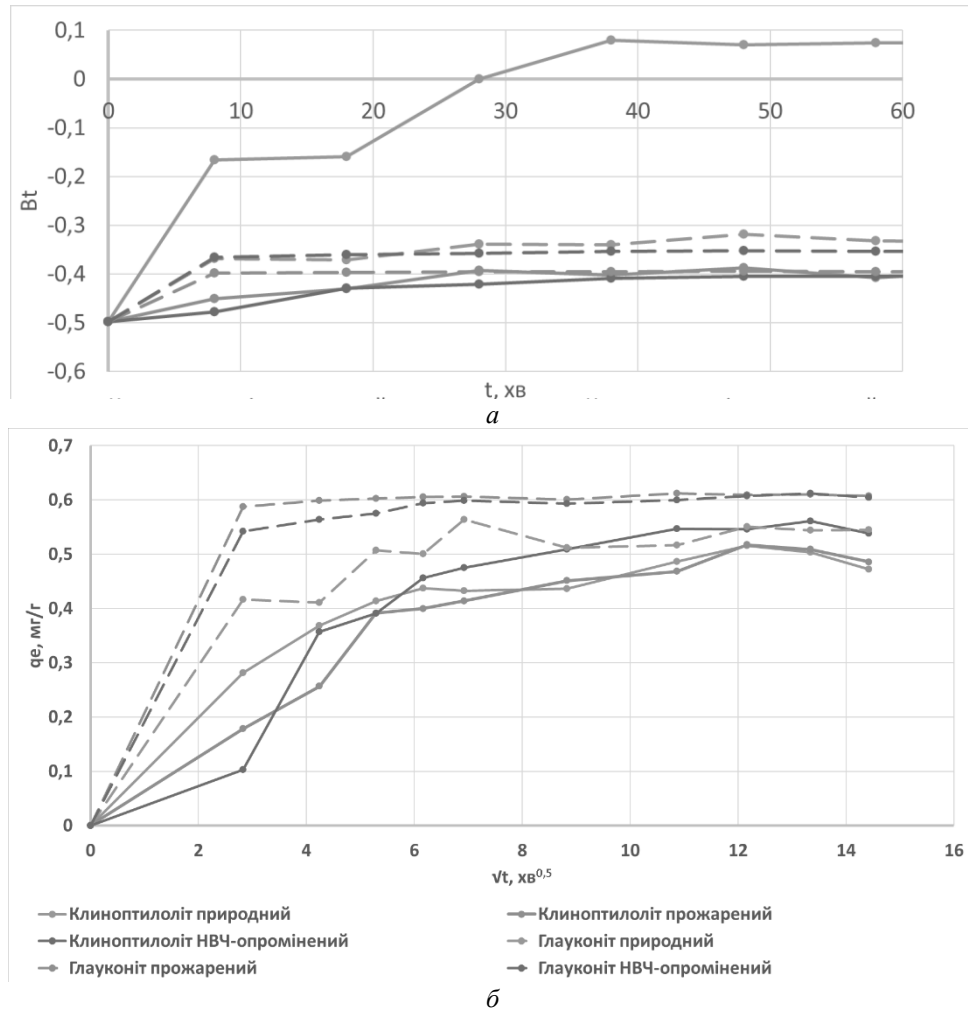 0,1
0
0 10 20 30 40 50 60
-0,1
-0,2
Bt
-0,3
-0,4
-0,5
-0,6
t, хв
а
0,7
0,6
0,5
0,4
qe, мг/г
0,3
0,2
0,1
0
0 2 4 6 8 10 12 14 16
√t, хв0,5
Клиноптилоліт природний Клиноптилоліт прожарений
Клиноптилоліт НВЧ-опромінений Глауконіт природний
Глауконіт прожарений Глауконіт НВЧ-опромінений
б